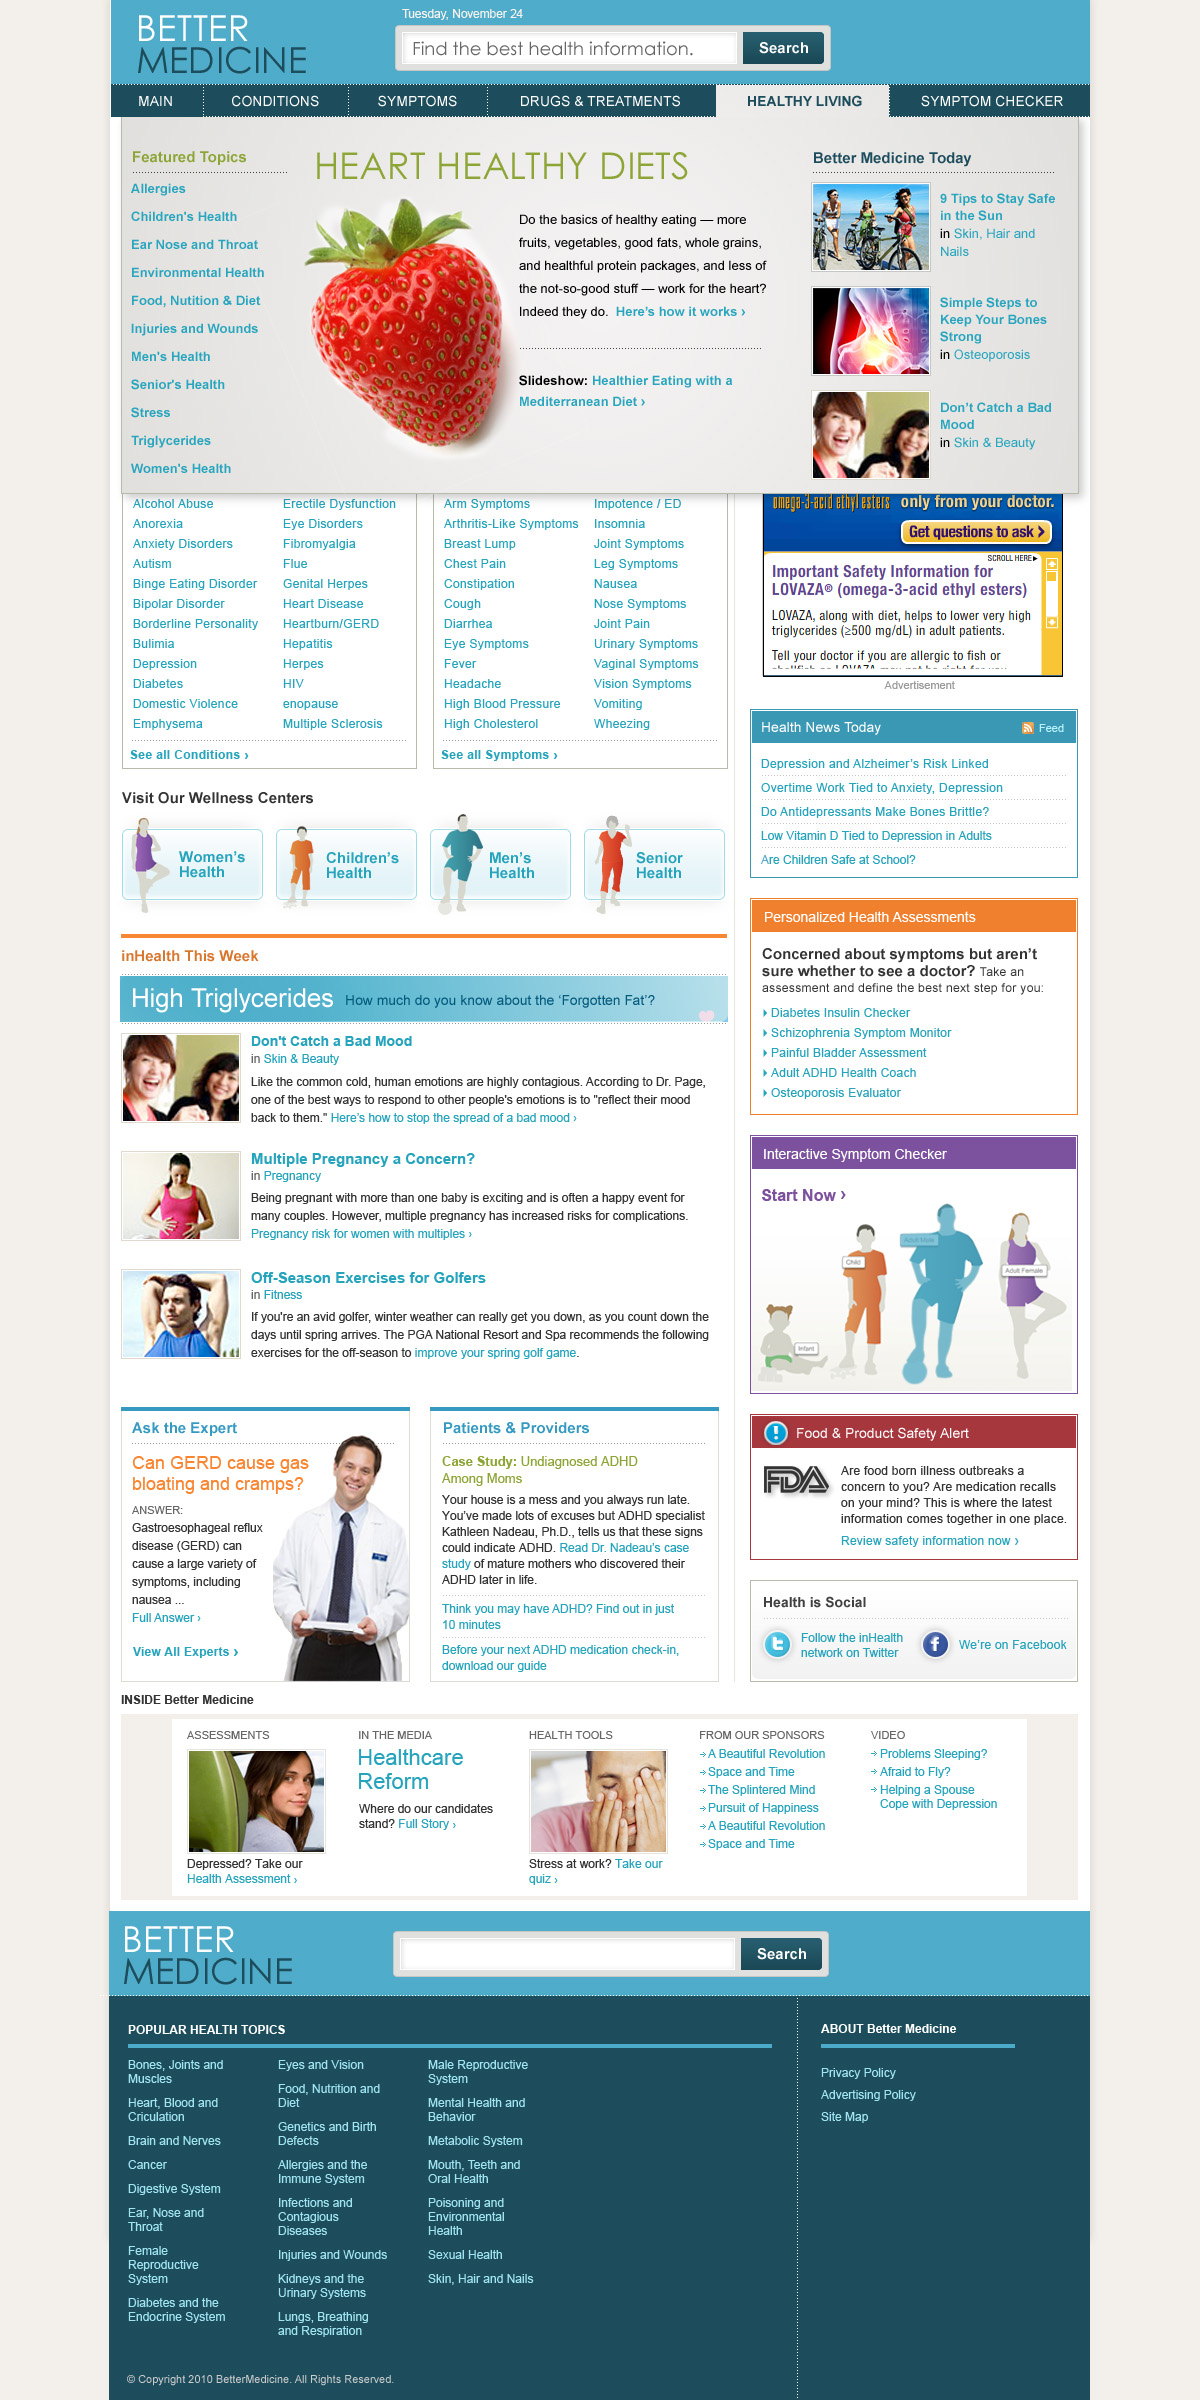 BETTER
MEDICINE
Tuesday, November 24
Find the best health information.
Search
MAIN
CONDITIONS
SYMPTOMS
DRUGS & TREATMENTS
HEALTHY LIVING
SYMPTOM CHECKER
Featured Topics
Allergies
Children's Health
Ear Nose and Throat
Environmental Health
Food, Nutition & Diet
Injuries and Wounds
Men's Health
Senior's Health
Stress
Triglycerides
Women's Health
HEART HEALTHY DIETS
Do the basics of healthy eating — more
fruits, vegetables, good fats, whole grains,
and healthful protein packages, and less of
the not-so-good stuff — work for the heart?
Indeed they do. Here's how it works ›
Slideshow: Healthier Eating with a
Mediterranean Diet ›
Better Medicine Today
9 Tips to Stay Safe
in the Sun
in Skin, Hair and
Nails
Simple Steps to
Keep Your Bones
Strong
in Osteoporosis
Don't Catch a Bad
Mood
in Skin & Beauty
Alcohol Abuse
Anorexia
Anxiety Disorders
Autism
Binge Eating Disorder
Bipolar Disorder
Borderline Personality
Bulimia
Depression
Diabetes
Domestic Violence
Emphysema
Erectile Dysfunction
Eye Disorders
Fibromyalgia
Flue
Genital Herpes
Heart Disease
Heartburn/GERD
Hepatitis
Herpes
HIV
enopause
Multiple Sclerosis
See all Conditions ›
Arm Symptoms
Arthritis-Like Symptoms
Breast Lump
Chest Pain
Constipation
Cough
Diarrhea
Eye Symptoms
Fever
Headache
High Blood Pressure
High Cholesterol
Impotence / ED
Insomnia
Joint Symptoms
Leg Symptoms
Nausea
Nose Symptoms
Joint Pain
Urinary Symptoms
Vaginal Symptoms
Vision Symptoms
Vomiting
Wheezing
See all Symptoms ›
omega-3-acid ethyl esters
only from your doctor.
Get questions to ask ›
SCROLL HERE
Important Safety Information for
LOVAZA® (omega-3-acid ethyl esters)
LOVAZA, along with diet, helps to lower very high
triglycerides (≥500 mg/dL) in adult patients.
Tell your doctor if you are allergic to fish or
shellfish or LOVAZA may not be right for you
Advertisement
Health News Today
Feed
Depression and Alzheimer's Risk Linked
Overtime Work Tied to Anxiety, Depression
Do Antidepressants Make Bones Brittle?
Low Vitamin D Tied to Depression in Adults
Are Children Safe at School?
Visit Our Wellness Centers
Women's
Health
Children's
Health
Men's
Health
Senior
Health
inHealth This Week
High Triglycerides How much do you know about the 'Forgotten Fat'?
Don't Catch a Bad Mood
in Skin & Beauty
Like the common cold, human emotions are highly contagious. According to Dr. Page,
one of the best ways to respond to other people's emotions is to "reflect their mood
back to them." Here's how to stop the spread of a bad mood ›
Multiple Pregnancy a Concern?
in Pregnancy
Being pregnant with more than one baby is exciting and is often a happy event for
many couples. However, multiple pregnancy has increased risks for complications.
Pregnancy risk for women with multiples ›
Off-Season Exercises for Golfers
in Fitness
If you're an avid golfer, winter weather can really get you down, as you count down the
days until spring arrives. The PGA National Resort and Spa recommends the following
exercises for the off-season to improve your spring golf game.
Personalized Health Assessments
Concerned about symptoms but aren't
sure whether to see a doctor? Take an
assessment and define the best next step for you:
Diabetes Insulin Checker
Schizophrenia Symptom Monitor
Painful Bladder Assessment
Adult ADHD Health Coach
Osteoporosis Evaluator
Interactive Symptom Checker
Start Now ›
Adult Male
Child
Adult Female
Infant
Ask the Expert
Can GERD cause gas
bloating and cramps?
ANSWER:
Gastroesophageal reflux
disease (GERD) can
cause a large variety of
symptoms, including
nausea ...
Full Answer ›
View All Experts ›
Patients & Providers
Case Study: Undiagnosed ADHD
Among Moms
Your house is a mess and you always run late.
You've made lots of excuses but ADHD specialist
Kathleen Nadeau, Ph.D., tells us that these signs
could indicate ADHD. Read Dr. Nadeau's case
study of mature mothers who discovered their
ADHD later in life.
Think you may have ADHD? Find out in just
10 minutes
Before your next ADHD medication check-in,
download our guide
Food & Product Safety Alert
FDA
Are food born illness outbreaks a
concern to you? Are medication recalls
on your mind? This is where the latest
information comes together in one place.
Review safety information now ›
Health is Social
Follow the inHealth
network on Twitter
We're on Facebook
INSIDE Better Medicine
ASSESSMENTS
Depressed? Take our
Health Assessment ›
IN THE MEDIA
Healthcare
Reform
Where do our candidates
stand? Full Story ›
HEALTH TOOLS
Stress at work? Take our
quiz ›
FROM OUR SPONSORS
A Beautiful Revolution
Space and Time
The Splintered Mind
Pursuit of Happiness
A Beautiful Revolution
Space and Time
VIDEO
Problems Sleeping?
Afraid to Fly?
Helping a Spouse
Cope with Depression
BETTER
MEDICINE
Search
POPULAR HEALTH TOPICS
Bones, Joints and
Muscles
Heart, Blood and
Criculation
Brain and Nerves
Cancer
Digestive System
Ear, Nose and
Throat
Female
Reproductive
System
Diabetes and the
Endocrine System
Eyes and Vision
Food, Nutrition and
Diet
Genetics and Birth
Defects
Allergies and the
Immune System
Infections and
Contagious
Diseases
Injuries and Wounds
Kidneys and the
Urinary Systems
Lungs, Breathing
and Respiration
Male Reproductive
System
Mental Health and
Behavior
Metabolic System
Mouth, Teeth and
Oral Health
Poisoning and
Environmental
Health
Sexual Health
Skin, Hair and Nails
ABOUT Better Medicine
Privacy Policy
Advertising Policy
Site Map
© Copyright 2010 BetterMedicine. All Rights Reserved.